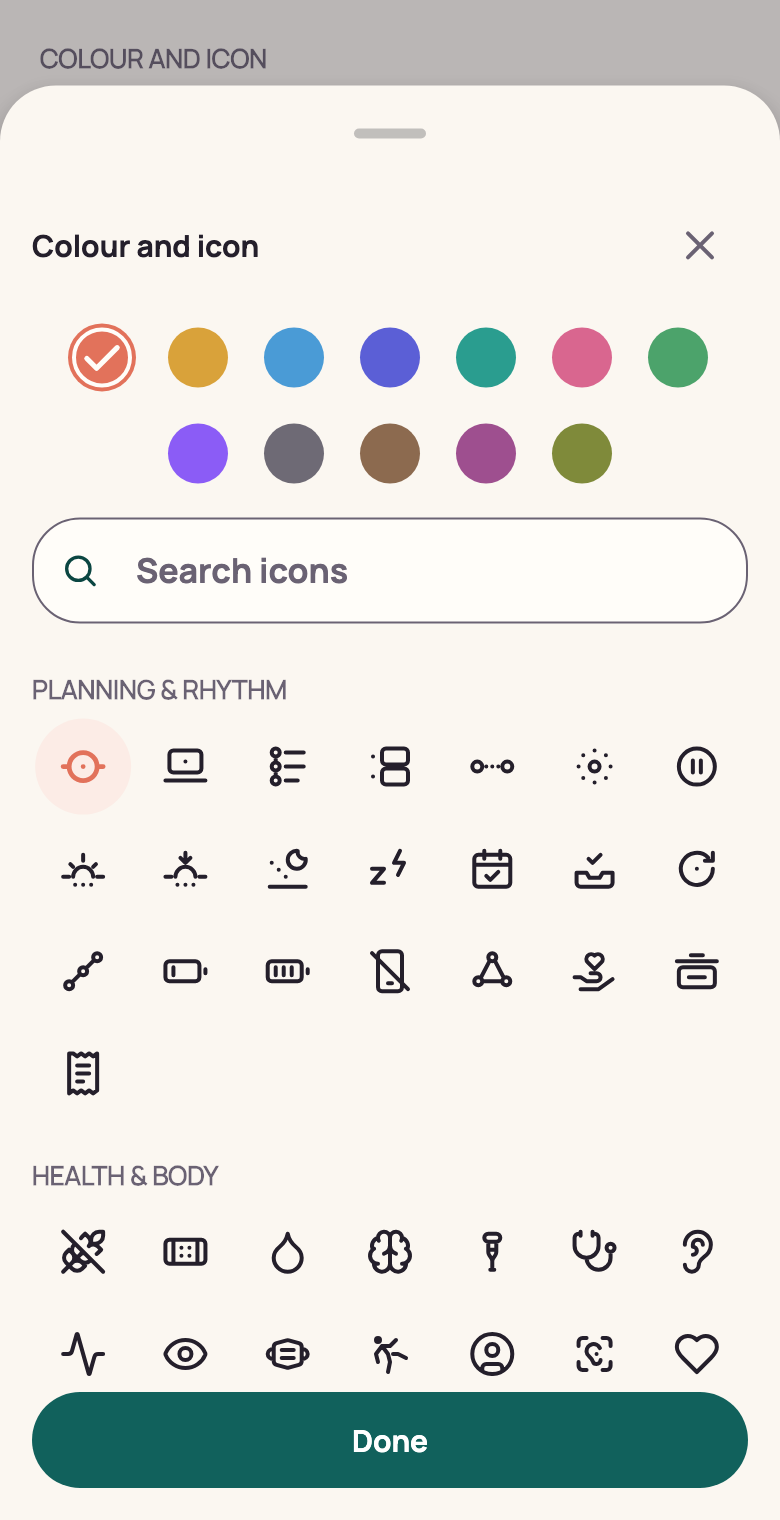 COLOUR AND ICON
Colour and icon
Search icons
PLANNING & RHYTHM
HEALTH & BODY
Done